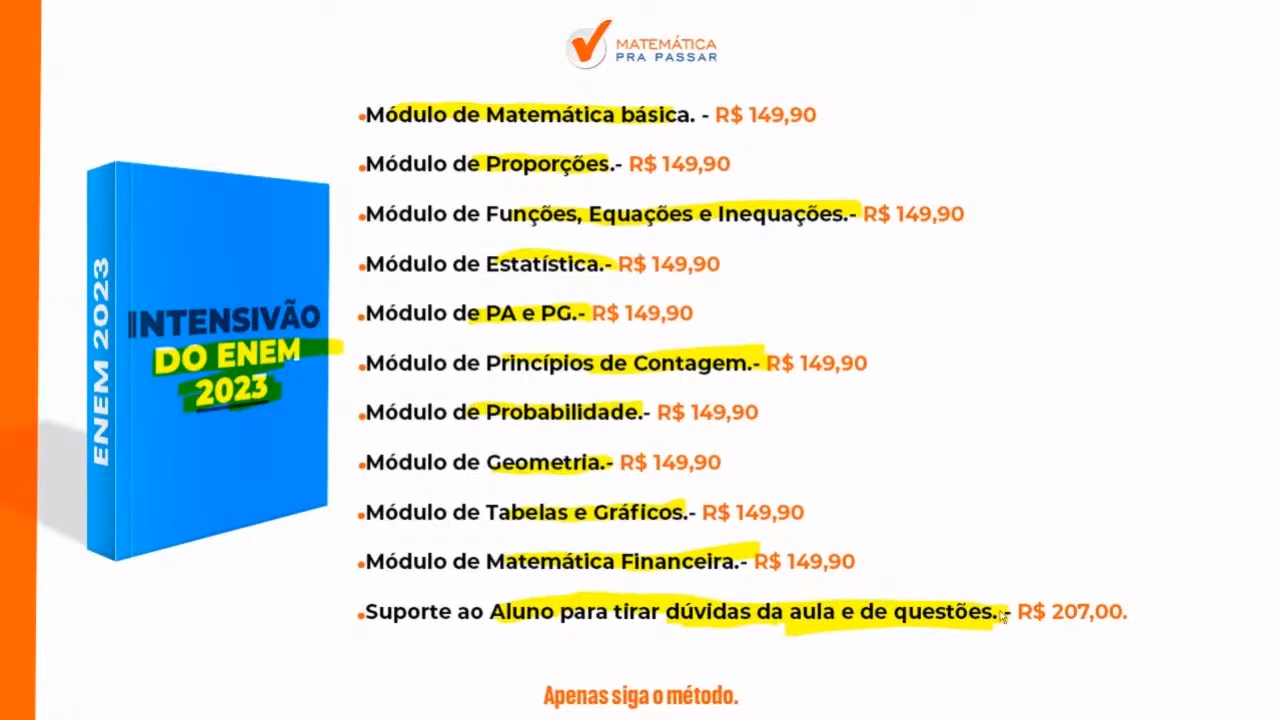 MATEMÁTICA
PRA PASSAR
•Módulo de Matemática básica. - R$ 149,90
•Módulo de Proporções.- R$ 149,90
•Módulo de Funções, Equações e Inequações.- R$ 149,90
•Módulo de Estatística.- R$ 149,90
•Módulo de PA e PG.- R$ 149,90
•Módulo de Princípios de Contagem.- R$ 149,90
•Módulo de Probabilidade.- R$ 149,90
•Módulo de Geometria.- R$ 149,90
•Módulo de Tabelas e Gráficos.- R$ 149,90
•Módulo de Matemática Financeira.- R$ 149,90
•Suporte ao Aluno para tirar dúvidas da aula e de questões. - R$ 207,00.
ENEM 2023
INTENSIVÃO
DO ENEM
2023
Apenas siga o método.